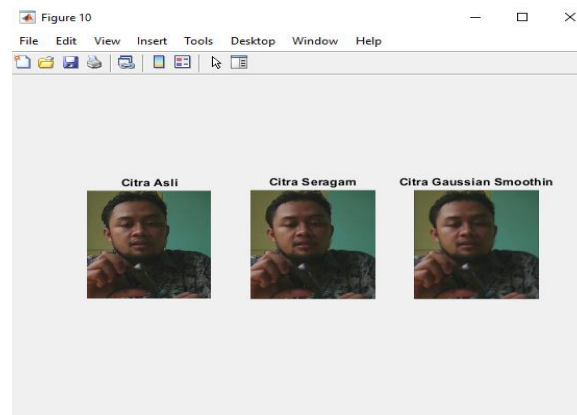 Figure 10
File Edit View Insert Tools Desktop Window Help
Citra Asli Citra Seragam Citra Gaussian Smoothin